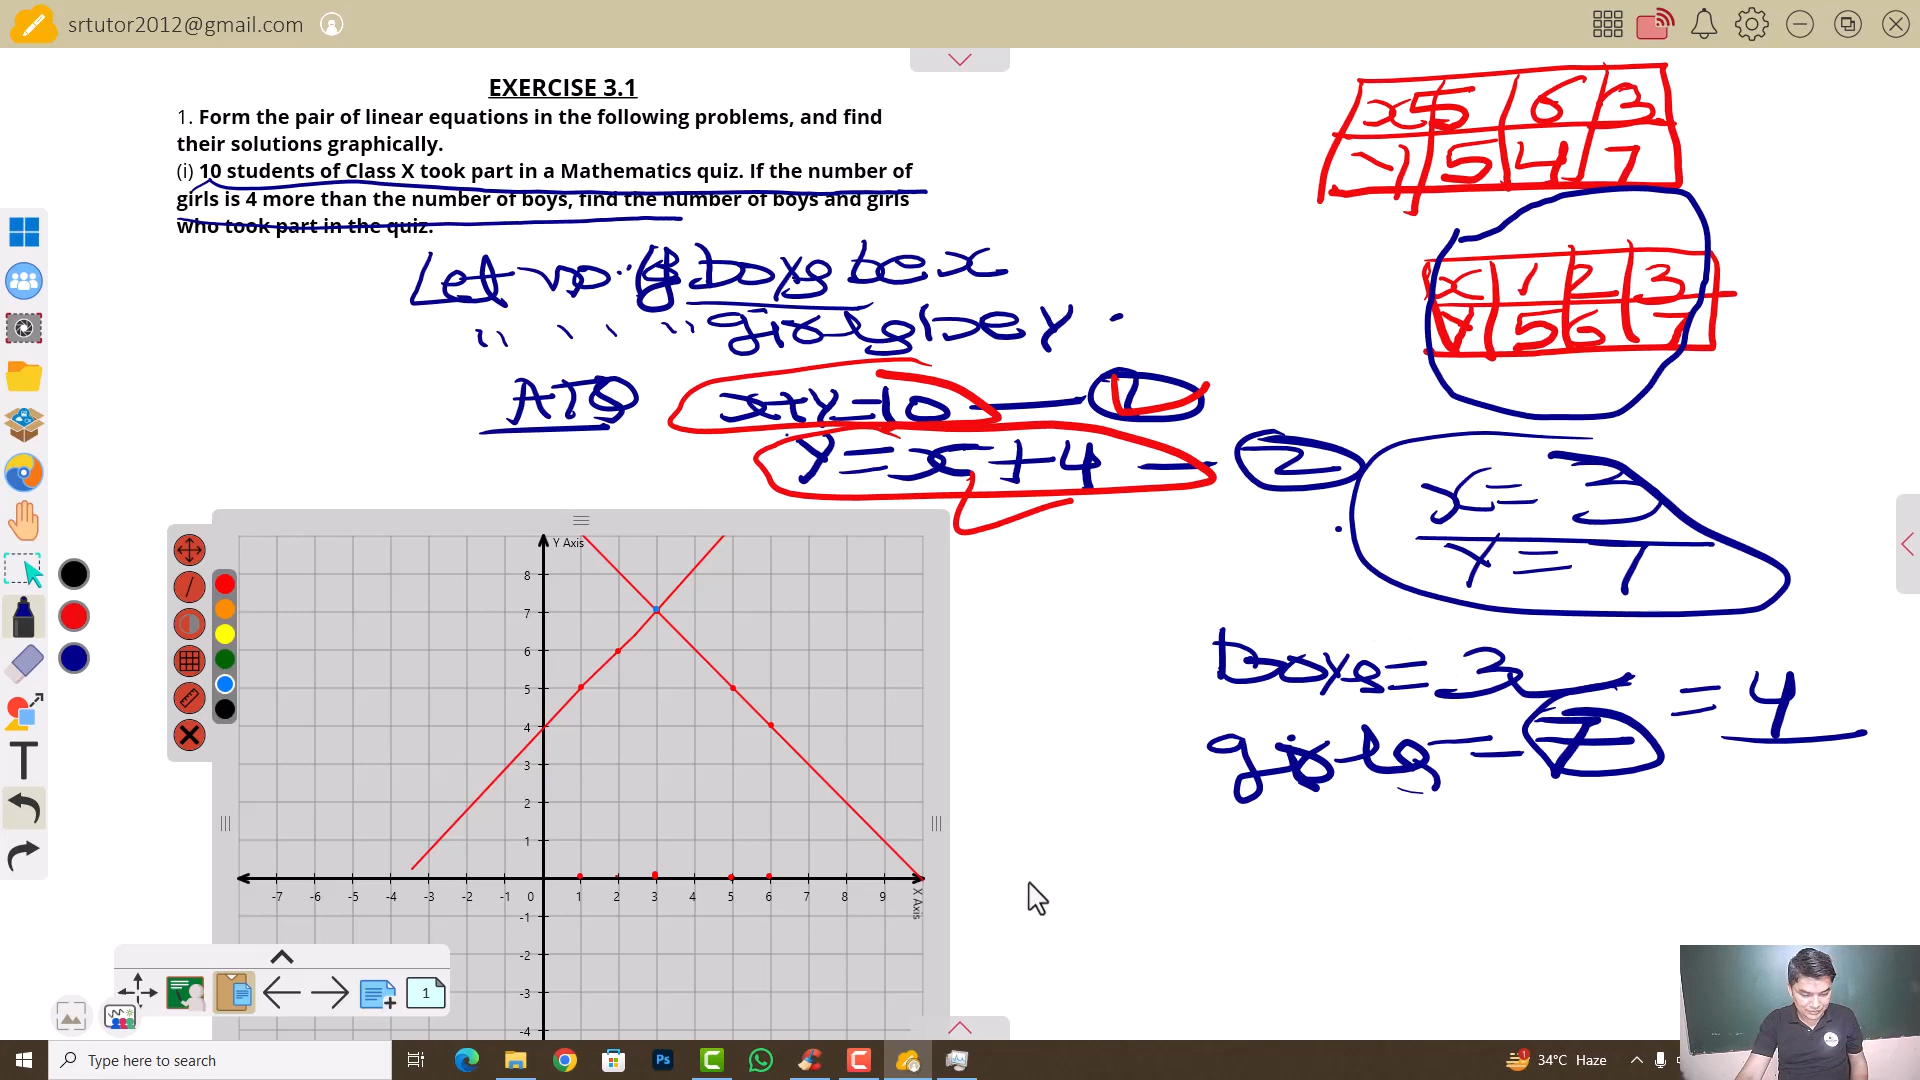 srtutor2012@gmail.com
EXERCISE 3.1
1. Form the pair of linear equations in the following problems, and find
their solutions graphically.
(i) 10 students of Class X took part in a Mathematics quiz. If the number of
girls is 4 more than the number of boys, find the number of boys and girls
who took part in the quiz.
Let no. of boys be x
" " " " girls be y.
ATQ x+y=10 — 1
y=x+4 — 2
x 5 6 3
y 5 4 7
x 1 2 3
y 5 6 7
x = 3
y = 7
boys = 3
girls = 7 = 4
Y Axis
8
7
6
5
4
3
2
1
-7 -6 -5 -4 -3 -2 -1 0 1 2 3 4 5 6 7 8 9
X Axis
-1
-2
-3
-4
1
Type here to search
Ps
1
34°C Haze